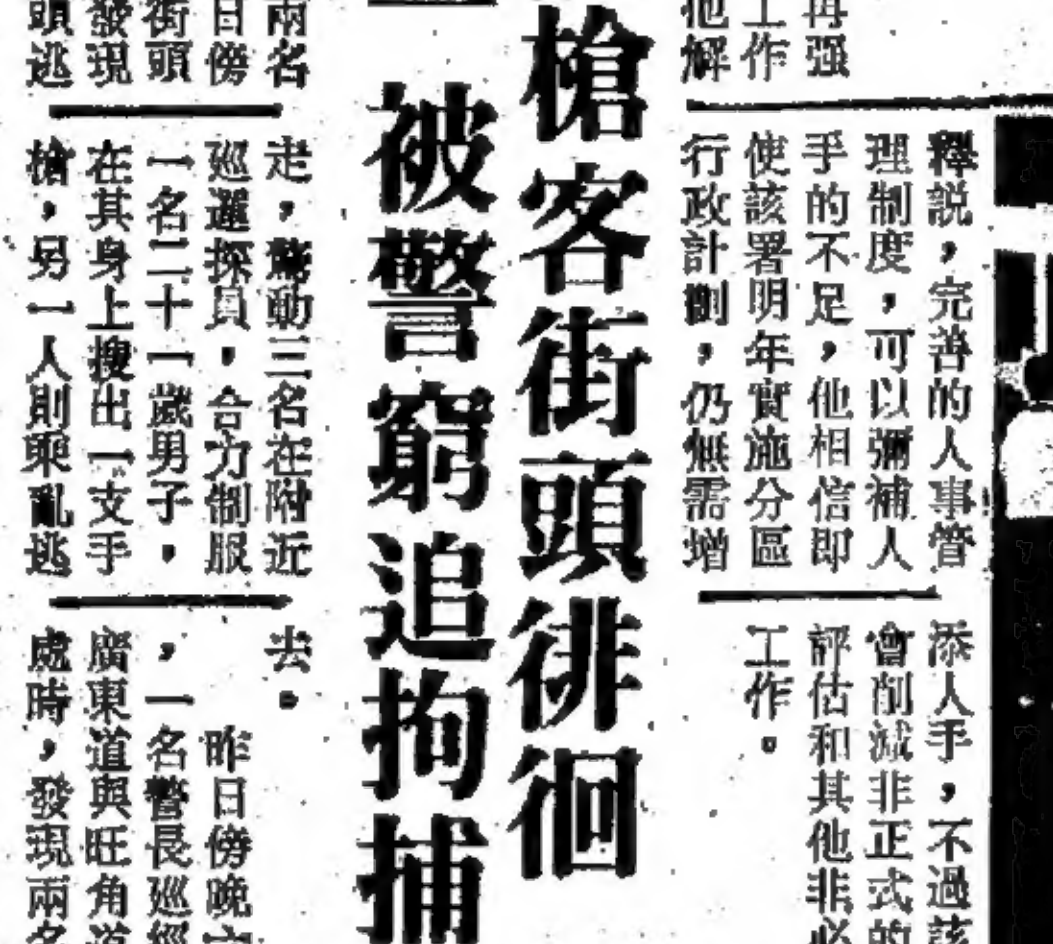 再强
工作
他解
釋説，完善的人事管
理制度，可以彌補人
手的不足，他相信即
使該署明年實施分區
行政計劃，仍無需增
添人手，不過該
會削減非正式的
評估和其他非必
工作。
槍客街頭徘徊
被警窮追拘捕
兩名
日傍
街頭
發現
頭逃
走，驚動三名在附近
巡邏探員，合力制服
一名二十一歲男子，
在其身上搜出一支手
槍，另一人則乘亂逃
去。
昨日傍晚六
，一名警長巡經
廣東道與旺角道
處時，發現兩名